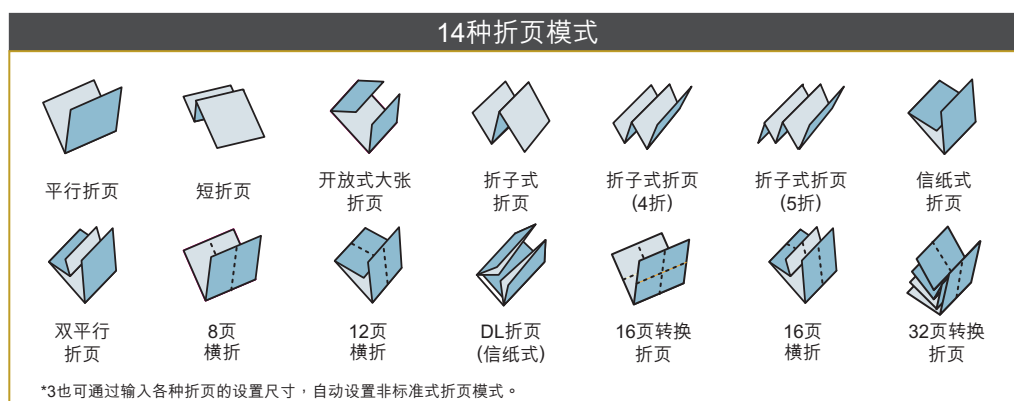 14种折页模式
平行折页
短折页
开放式大张
折页
折子式
折页
折子式折页
(4折)
折子式折页
(5折)
信纸式
折页
双平行
折页
8页
横折
12页
横折
DL折页
(信纸式)
16页转换
折页
16页
横折
32页转换
折页
*3也可通过输入各种折页的设置尺寸，自动设置非标准式折页模式。